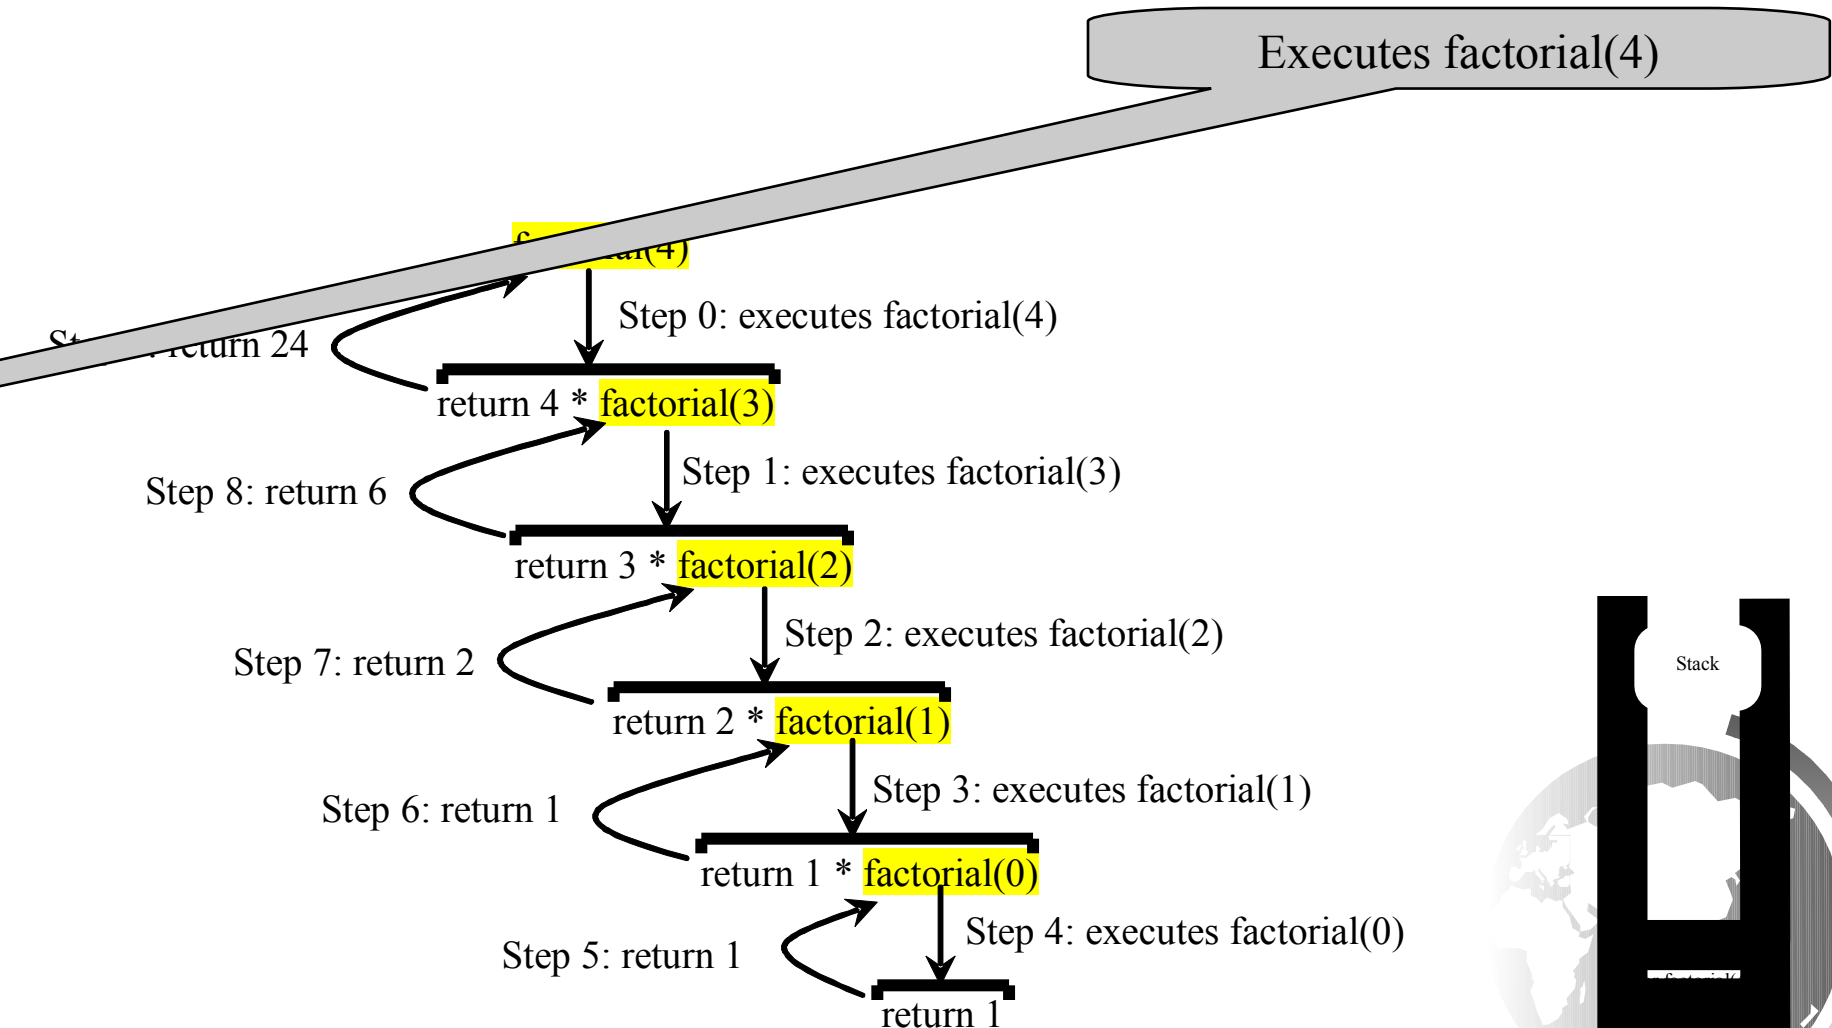 Executes factorial(4)
(4)
Step 0: executes factorial(4)
return 24
return 4 * factorial(3)
Step 1: executes factorial(3)
Step 8: return 6
return 3 * factorial(2)
Step 2: executes factorial(2)
Step 7: return 2
Stack
return 2 * factorial(1)
Step 3: executes factorial(1)
Step 6: return 1
return 1 * factorial(0)
Step 4: executes factorial(0)
Step 5: return 1
return 1